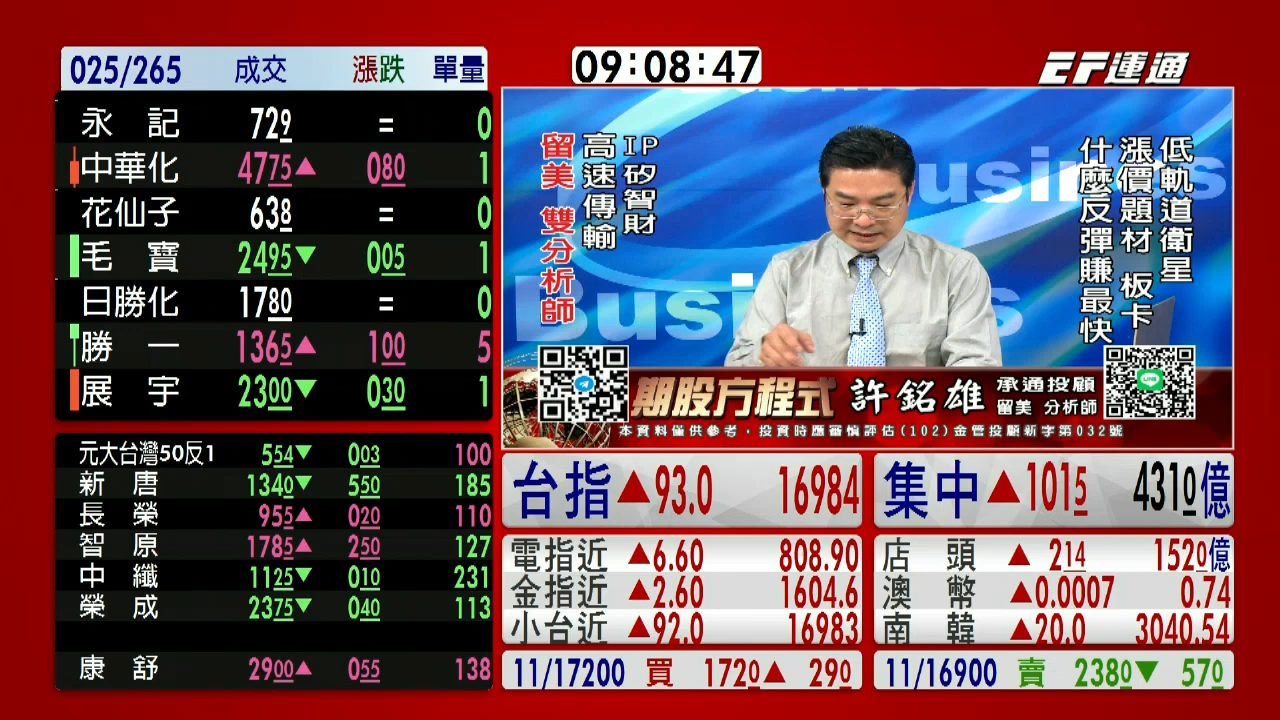 025/265 成交 漲跌 單量
永記 729 = 0
中華化 4775▲ 080 1
花仙子 638 = 0
毛寶 2495▼ 005 1
日勝化 1780 = 0
勝一 1365▲ 100 5
展宇 2300▼ 030 1
元大台灣50反1 554▼ 003 100
新唐 1340▼ 550 185
長榮 955▲ 020 110
智原 1785▲ 250 127
中纖 1125▼ 010 231
榮成 2375▼ 040 113
康舒 2900▲ 055 138
09:08:47
EF運通
留美 雙分析師
高速傳輸
IP矽智財
什麼反彈賺最快
漲價題材 板卡
低軌道衛星
Business
Business
期股方程式 許銘雄 承通投顧
留美 分析師
LINE
本資料僅供參考,投資時應審慎評估(102)金管投顧新字第032號
台指▲93.0 16984
集中▲1015 4310億
電指近 ▲6.60 808.90
金指近 ▲2.60 1604.6
小台近 ▲92.0 16983
店頭 ▲ 214 1520億
澳幣 ▲0.0007 0.74
南韓 ▲20.0 3040.54
11/17200 買 1720▲ 290
11/16900 賣 2380▼ 570